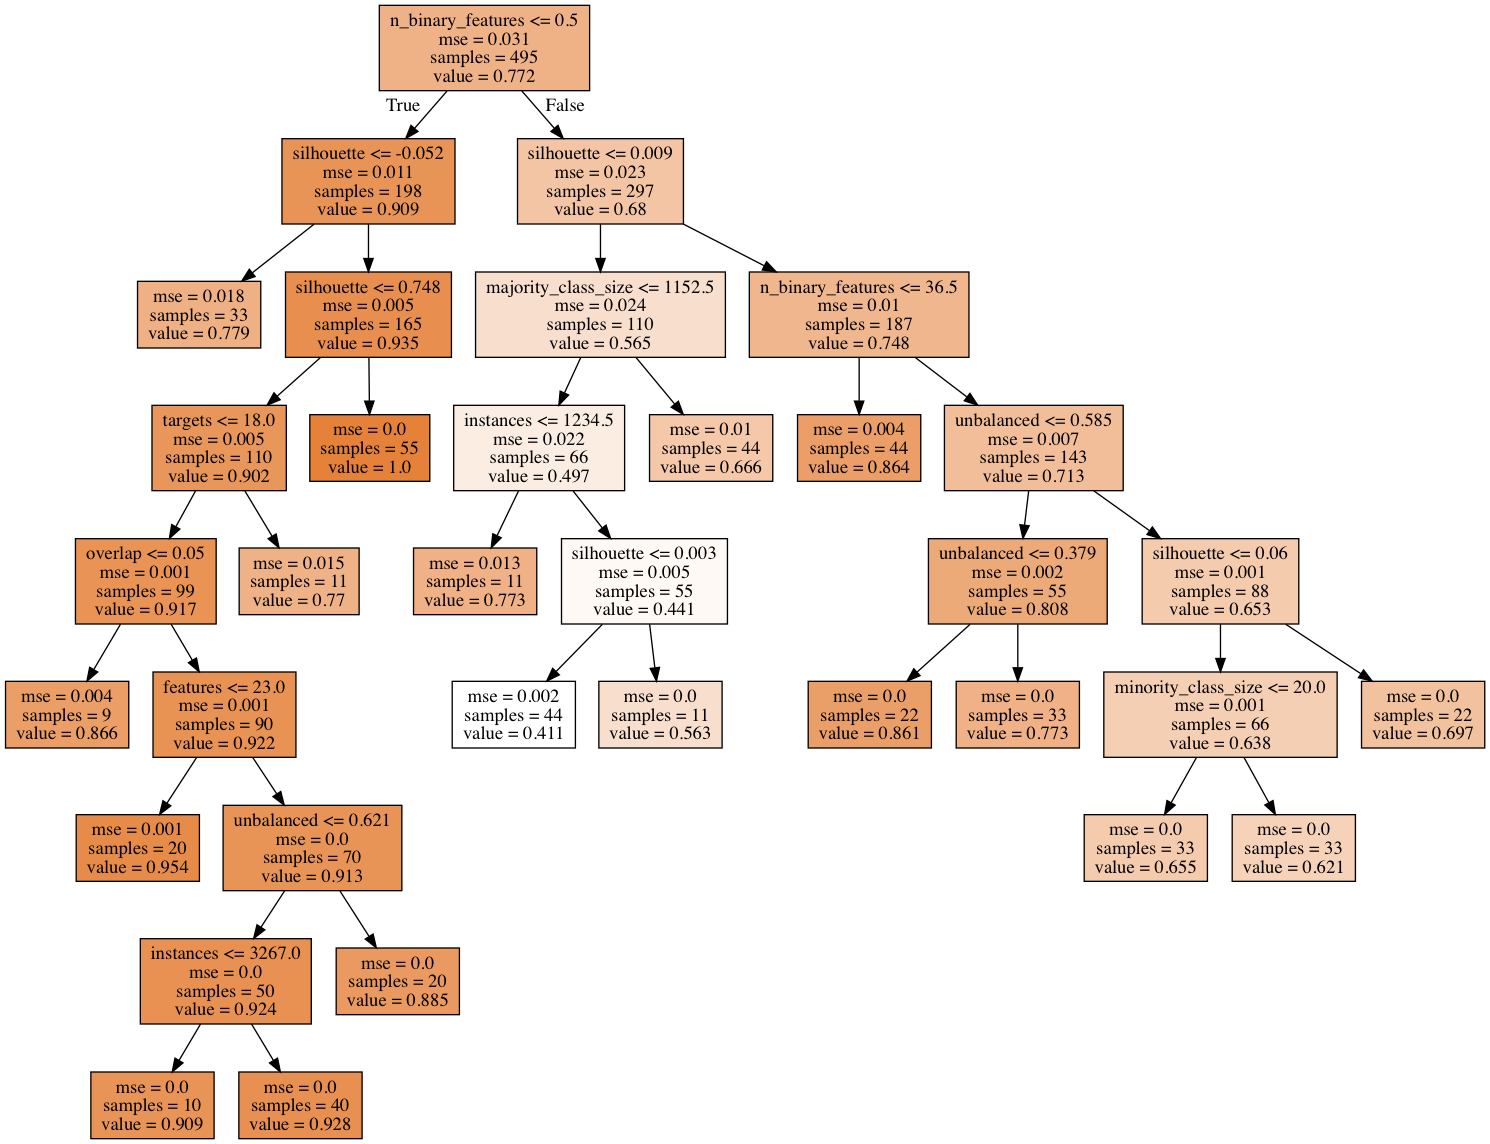 n_binary_features <= 0.5
mse = 0.031
samples = 495
value = 0.772
True
False
silhouette <= -0.052
mse = 0.011
samples = 198
value = 0.909
silhouette <= 0.009
mse = 0.023
samples = 297
value = 0.68
mse = 0.018
samples = 33
value = 0.779
silhouette <= 0.748
mse = 0.005
samples = 165
value = 0.935
majority_class_size <= 1152.5
mse = 0.024
samples = 110
value = 0.565
n_binary_features <= 36.5
mse = 0.01
samples = 187
value = 0.748
targets <= 18.0
mse = 0.005
samples = 110
value = 0.902
mse = 0.0
samples = 55
value = 1.0
instances <= 1234.5
mse = 0.022
samples = 66
value = 0.497
mse = 0.01
samples = 44
value = 0.666
mse = 0.004
samples = 44
value = 0.864
unbalanced <= 0.585
mse = 0.007
samples = 143
value = 0.713
overlap <= 0.05
mse = 0.001
samples = 99
value = 0.917
mse = 0.015
samples = 11
value = 0.77
mse = 0.013
samples = 11
value = 0.773
silhouette <= 0.003
mse = 0.005
samples = 55
value = 0.441
unbalanced <= 0.379
mse = 0.002
samples = 55
value = 0.808
silhouette <= 0.06
mse = 0.001
samples = 88
value = 0.653
mse = 0.004
samples = 9
value = 0.866
features <= 23.0
mse = 0.001
samples = 90
value = 0.922
mse = 0.002
samples = 44
value = 0.411
mse = 0.0
samples = 11
value = 0.563
mse = 0.0
samples = 22
value = 0.861
mse = 0.0
samples = 33
value = 0.773
minority_class_size <= 20.0
mse = 0.001
samples = 66
value = 0.638
mse = 0.0
samples = 22
value = 0.697
mse = 0.001
samples = 20
value = 0.954
unbalanced <= 0.621
mse = 0.0
samples = 70
value = 0.913
mse = 0.0
samples = 33
value = 0.655
mse = 0.0
samples = 33
value = 0.621
instances <= 3267.0
mse = 0.0
samples = 50
value = 0.924
mse = 0.0
samples = 20
value = 0.885
mse = 0.0
samples = 10
value = 0.909
mse = 0.0
samples = 40
value = 0.928